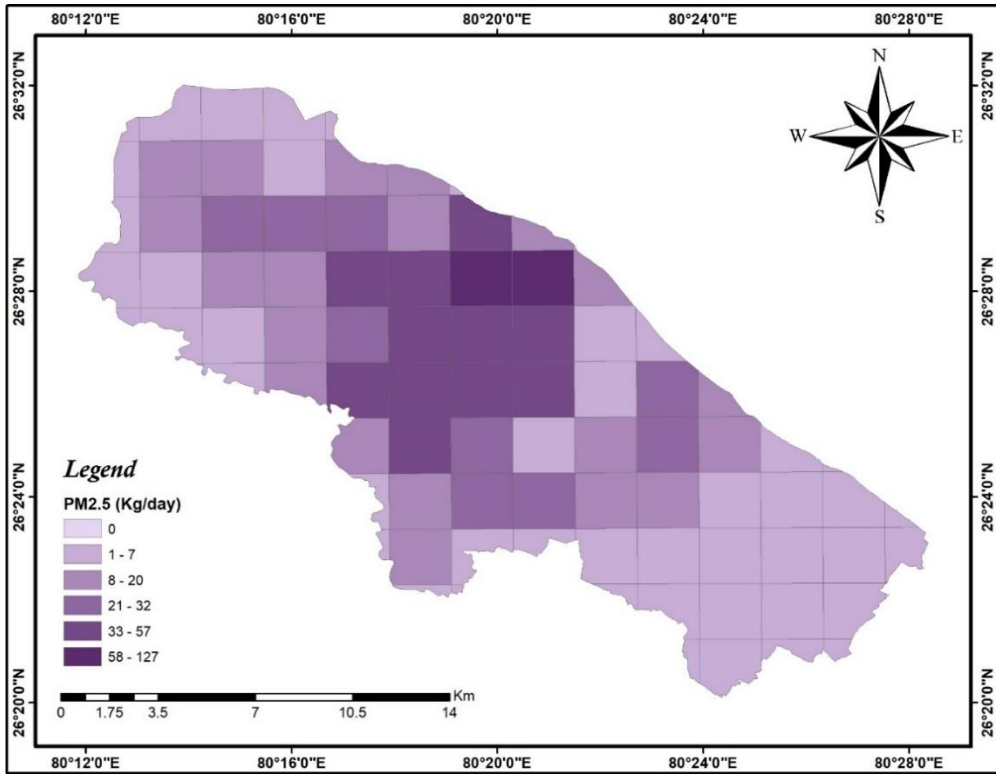 80°12'0"E 80°16'0"E 80°20'0"E 80°24'0"E 80°28'0"E
26°32'0"N 26°32'0"N
N
W E
S
26°28'0"N 26°28'0"N
26°24'0"N 26°24'0"N
Legend
PM2.5 (Kg/day)
0
1 - 7
8 - 20
21 - 32
33 - 57
58 - 127
Km
0 1.75 3.5 7 10.5 14
26°20'0"N 26°20'0"N
80°12'0"E 80°16'0"E 80°20'0"E 80°24'0"E 80°28'0"E